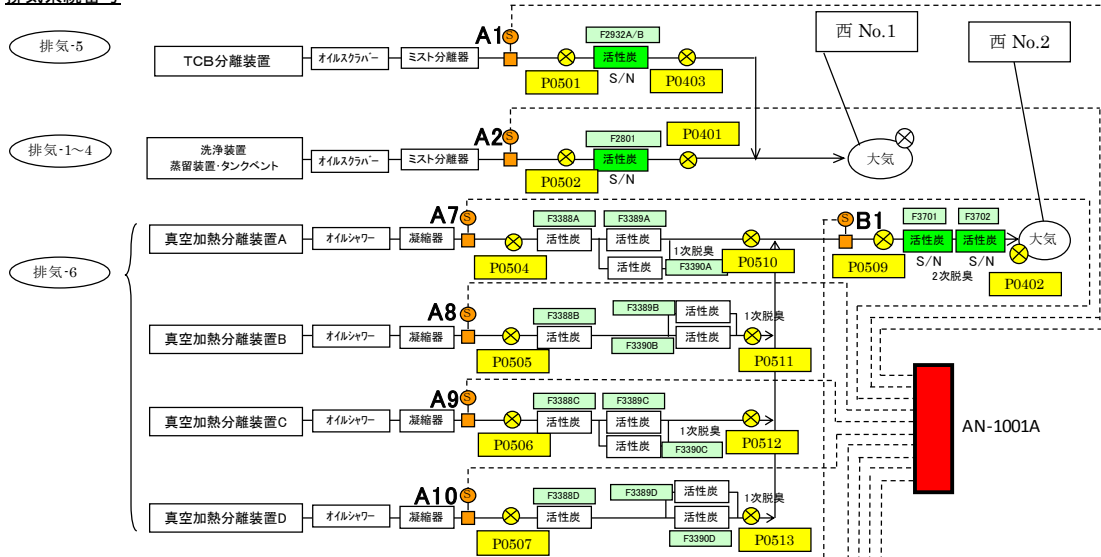 排気-5
TCB分離装置
オイルスクラバー
ミスト分離器
A1
S
P0501
F2932A/B
活性炭
S/N
P0403
西 No.1
西 No.2
排気-1~4
洗浄装置
蒸留装置・タンクベント
オイルスクラバー
ミスト分離器
A2
S
P0502
F2801
活性炭
S/N
P0401
大気
排気-6
真空加熱分離装置A
オイルシャワー
凝縮器
A7
S
P0504
F3388A
活性炭
F3389A
活性炭
活性炭
1次脱臭
F3390A
P0510
B1
S
P0509
F3701
活性炭
S/N
F3702
活性炭
S/N
2次脱臭
大気
P0402
真空加熱分離装置B
オイルシャワー
凝縮器
A8
S
P0505
F3388B
活性炭
F3389B
活性炭
F3390B
活性炭
1次脱臭
P0511
真空加熱分離装置C
オイルシャワー
凝縮器
A9
S
P0506
F3388C
活性炭
F3389C
活性炭
活性炭
1次脱臭
F3390C
P0512
真空加熱分離装置D
オイルシャワー
凝縮器
A10
S
P0507
F3388D
活性炭
F3389D
活性炭
活性炭
F3390D
1次脱臭
P0513
AN-1001A